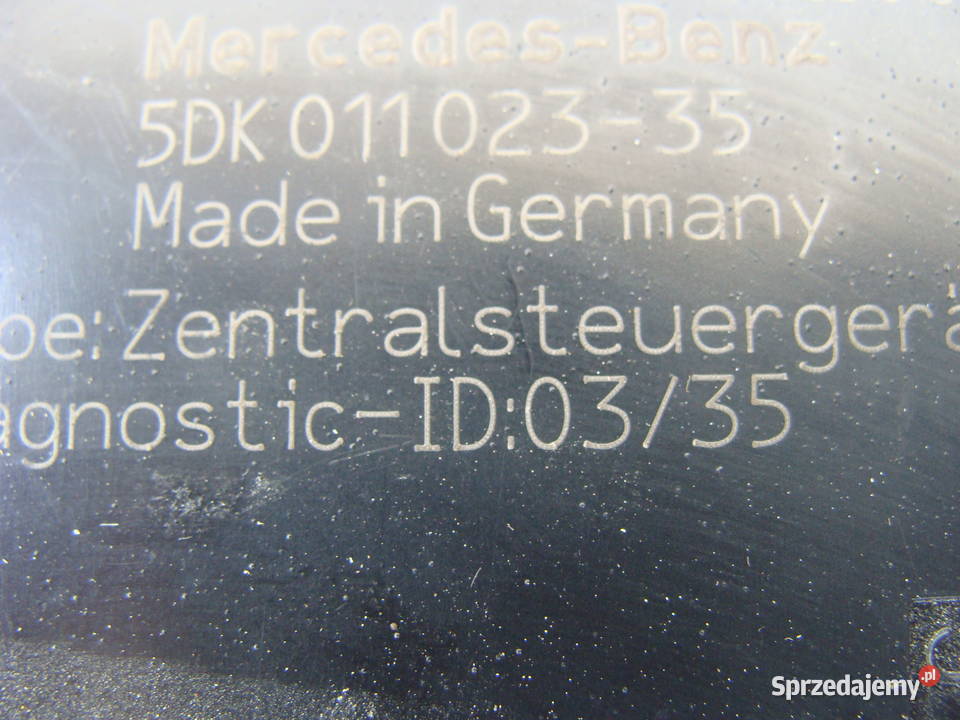 Mercedes-Benz
5DK 011 023-35
Made in Germany
pe: Zentralsteuergerä
agnostic-ID:03/35
Sprzedajemy.pl